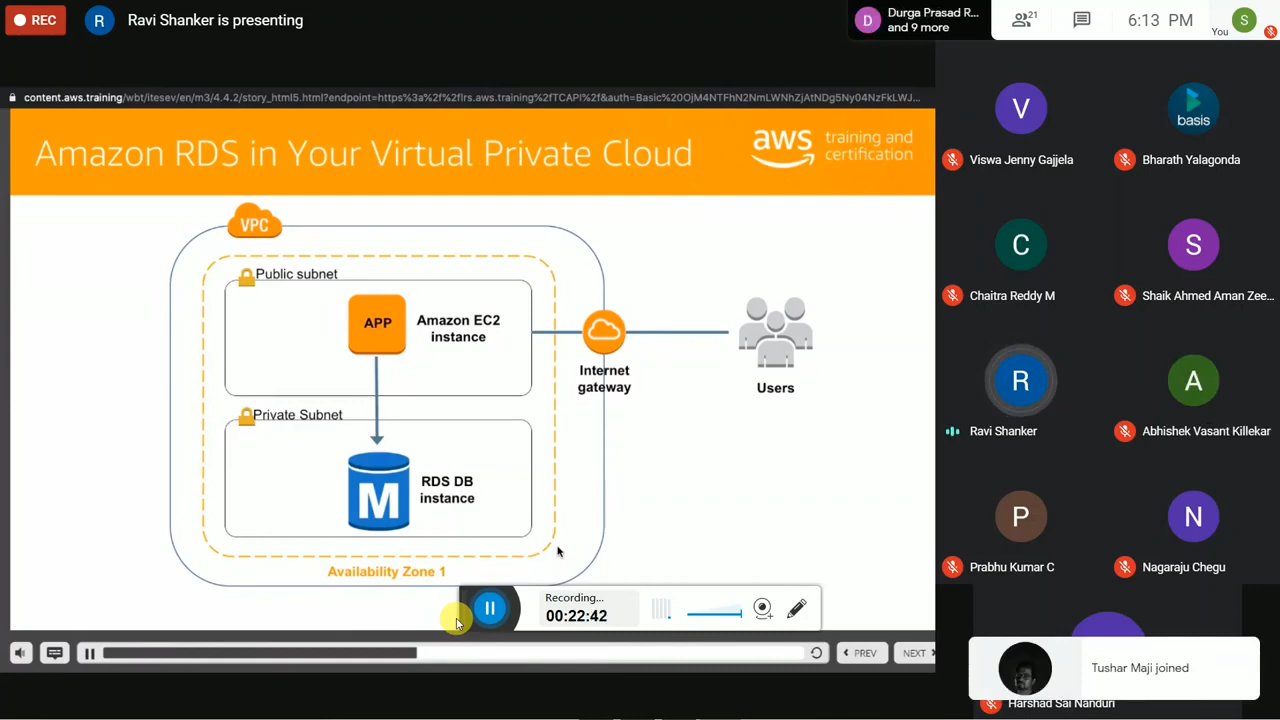 REC
R
Ravi Shanker is presenting
D
Durga Prasad R...
and 9 more
21
6:13 PM
You
S
content.aws.training/wbt/itesev/en/m3/4.4.2/story_html5.html?endpoint=https%3a%2f%2flrs.aws.training%2fTCAPI%2f&auth=Basic%20OjM4NTFhN2NmLWNhZjAtNDg5Ny04NzFkLWJ...
Amazon RDS in Your Virtual Private Cloud
aws
training and
certification
VPC
Public subnet
APP
Amazon EC2
instance
Internet
gateway
Users
Private Subnet
M
RDS DB
instance
Availability Zone 1
Recording...
00:22:42
PREV
NEXT
V
Viswa Jenny Gajjela
basis
Bharath Yalagonda
C
Chaitra Reddy M
S
Shaik Ahmed Aman Zee...
R
Ravi Shanker
A
Abhishek Vasant Killekar
P
Prabhu Kumar C
N
Nagaraju Chegu
Tushar Maji joined
Harshad Sai Nanduri